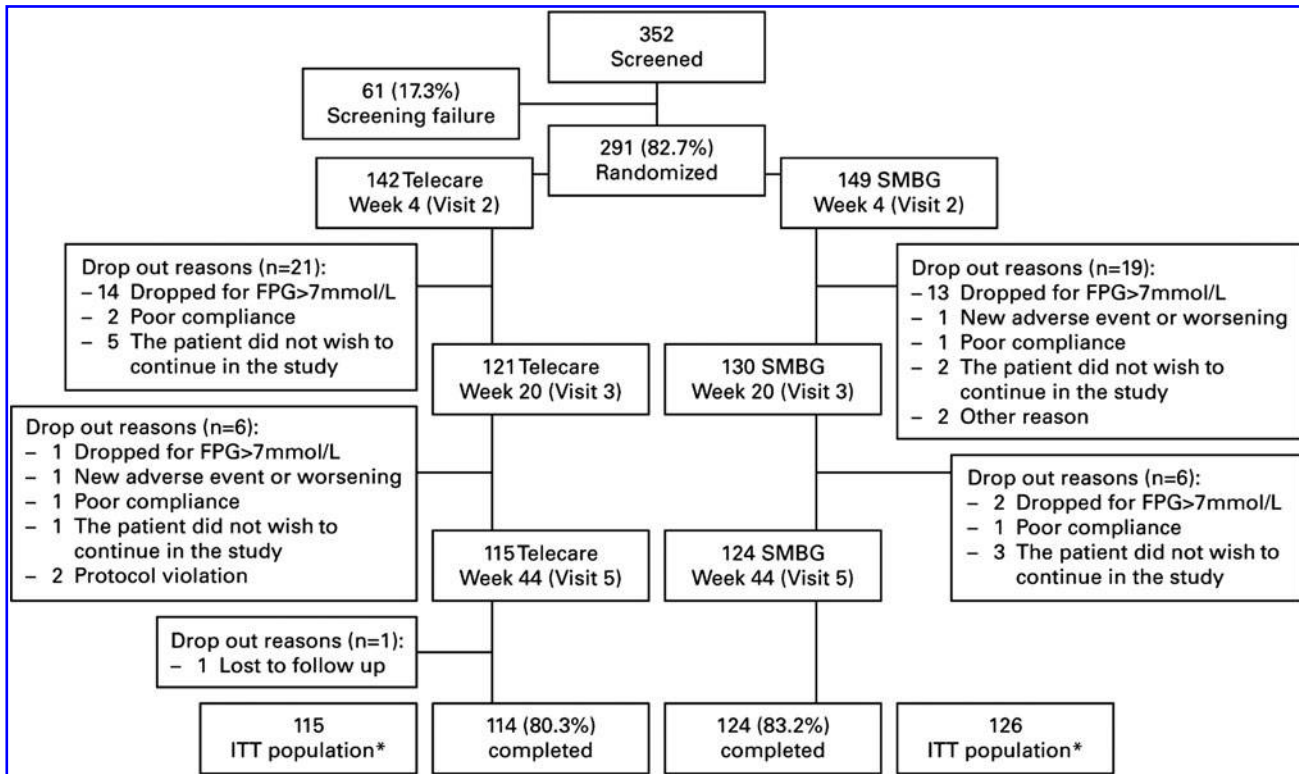 352
Screened
61 (17.3%)
Screening failure
291 (82.7%)
Randomized
142 Telecare
Week 4 (Visit 2)
149 SMBG
Week 4 (Visit 2)
Drop out reasons (n=21):
– 14 Dropped for FPG>7mmol/L
– 2 Poor compliance
– 5 The patient did not wish to
continue in the study
Drop out reasons (n=19):
– 13 Dropped for FPG>7mmol/L
– 1 New adverse event or worsening
– 1 Poor compliance
– 2 The patient did not wish to
continue in the study
– 2 Other reason
121 Telecare
Week 20 (Visit 3)
130 SMBG
Week 20 (Visit 3)
Drop out reasons (n=6):
– 1 Dropped for FPG>7mmol/L
– 1 New adverse event or worsening
– 1 Poor compliance
– 1 The patient did not wish to
continue in the study
– 2 Protocol violation
Drop out reasons (n=6):
– 2 Dropped for FPG>7mmol/L
– 1 Poor compliance
– 3 The patient did not wish to
continue in the study
115 Telecare
Week 44 (Visit 5)
124 SMBG
Week 44 (Visit 5)
Drop out reasons (n=1):
– 1 Lost to follow up
115
ITT population*
114 (80.3%)
completed
124 (83.2%)
completed
126
ITT population*